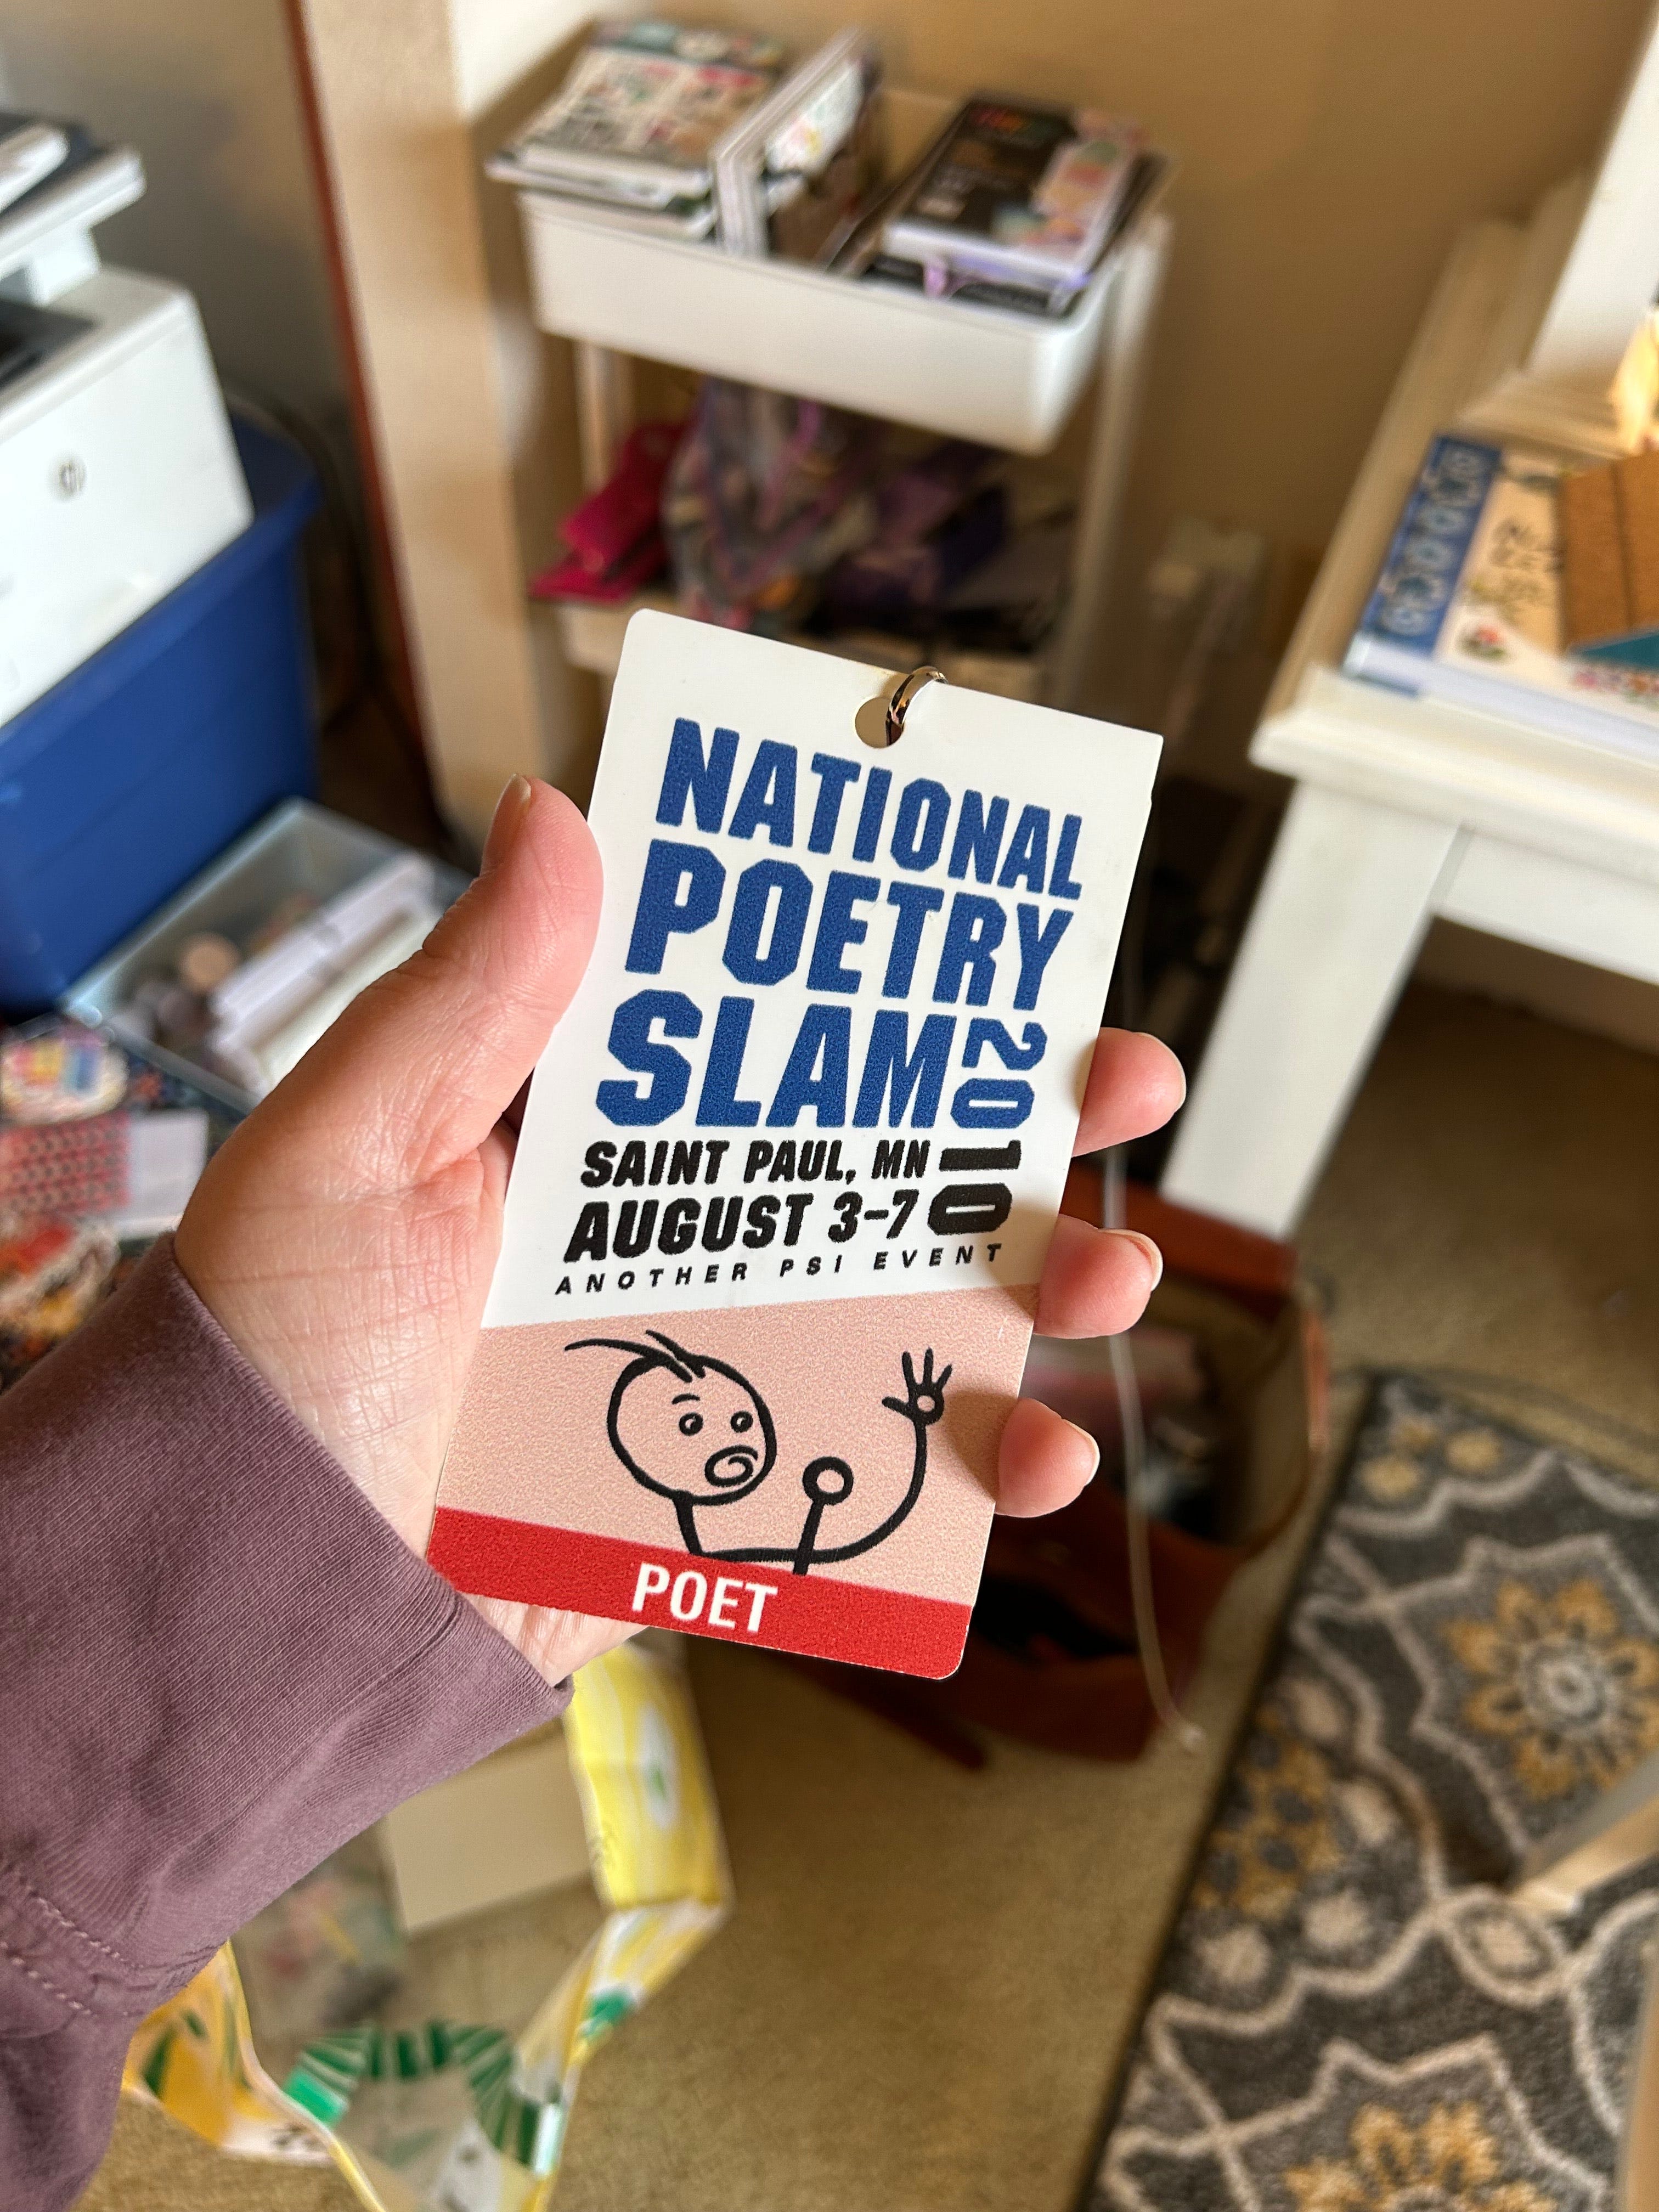 NATIONAL
POETRY
SLAM 2010
SAINT PAUL, MN
AUGUST 3-7
ANOTHER PSI EVENT
POET